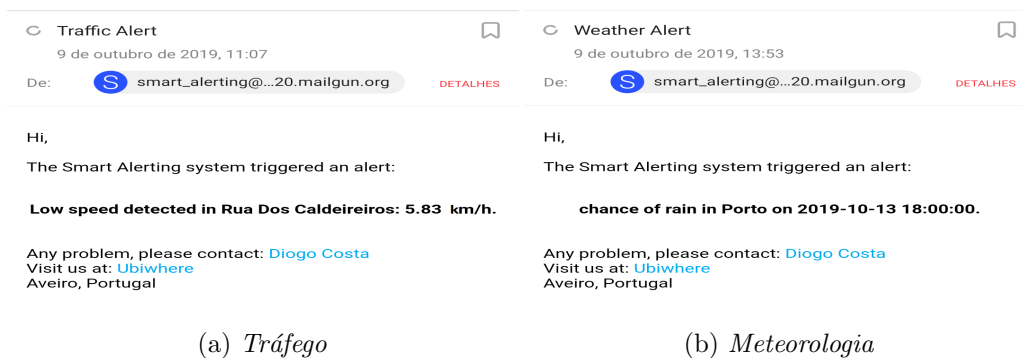 Traffic Alert
9 de outubro de 2019, 11:07
De: S smart_alerting@...20.mailgun.org DETALHES
Hi,
The Smart Alerting system triggered an alert:
Low speed detected in Rua Dos Caldeireiros: 5.83 km/h.
Any problem, please contact: Diogo Costa
Visit us at: Ubiwhere
Aveiro, Portugal
(a) Tráfego
Weather Alert
9 de outubro de 2019, 13:53
De: S smart_alerting@...20.mailgun.org DETALHES
Hi,
The Smart Alerting system triggered an alert:
chance of rain in Porto on 2019-10-13 18:00:00.
Any problem, please contact: Diogo Costa
Visit us at: Ubiwhere
Aveiro, Portugal
(b) Meteorologia